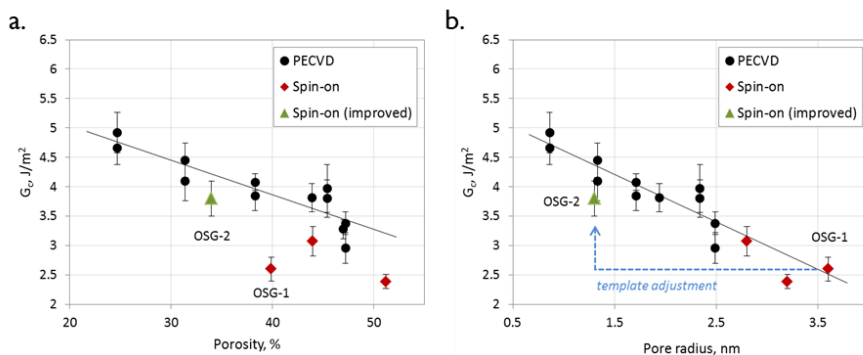 a.
6.5
6
5.5
5
4.5
4
3.5
3
2.5
2
G_c, J/m²
PECVD
Spin-on
Spin-on (improved)
OSG-2
OSG-1
20
30
40
50
Porosity, %
b.
6.5
6
5.5
5
4.5
4
3.5
3
2.5
2
G_c, J/m²
PECVD
Spin-on
Spin-on (improved)
OSG-2
OSG-1
template adjustment
0.5
1.5
2.5
3.5
Pore radius, nm